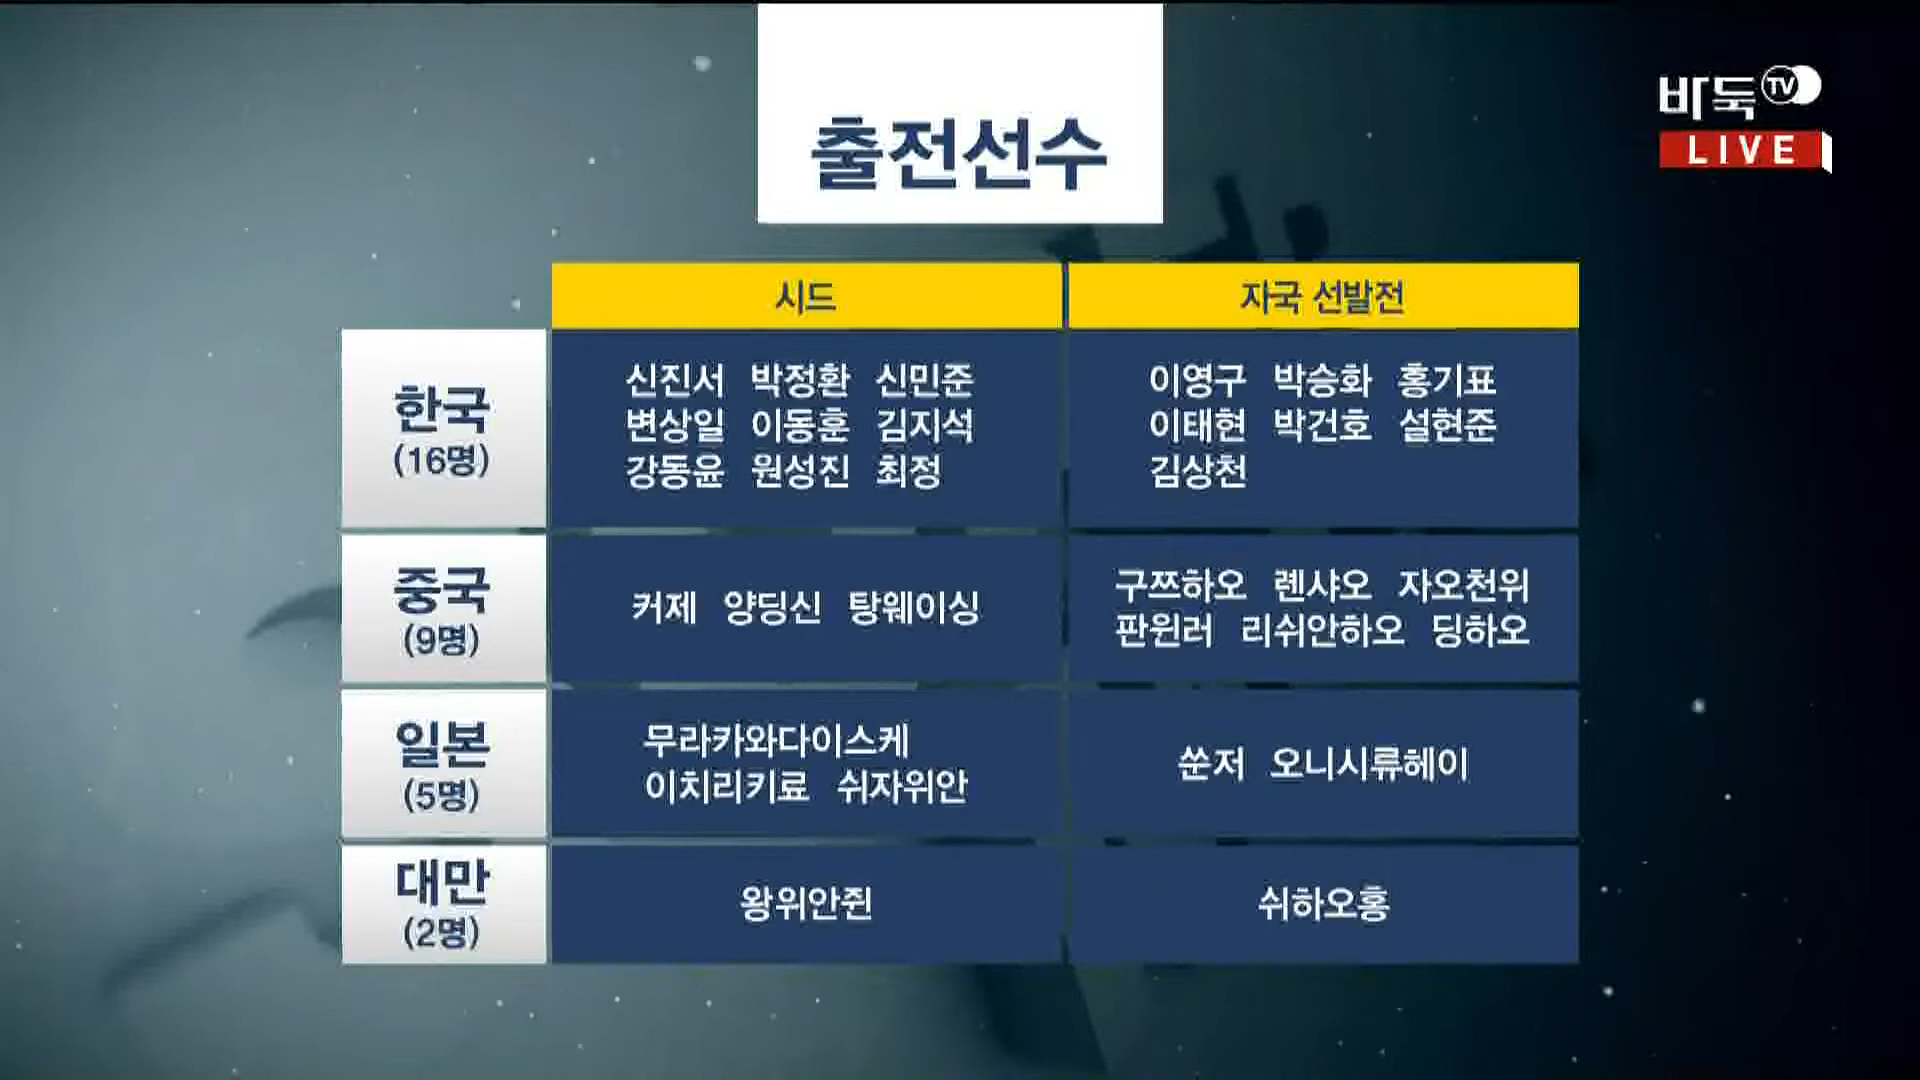 출전선수
바둑TV
LIVE
시드 자국 선발전
한국
(16명)
신진서 박정환 신민준
변상일 이동훈 김지석
강동윤 원성진 최정
이영구 박승화 홍기표
이태현 박건호 설현준
김상천
중국
(9명)
커제 양딩신 탕웨이싱
구쯔하오 롄샤오 자오천위
판윈러 리쉬안하오 딩하오
일본
(5명)
무라카와다이스케
이치리키료 쉬자위안
쑨저 오니시류헤이
대만
(2명)
왕위안쥔
쉬하오홍